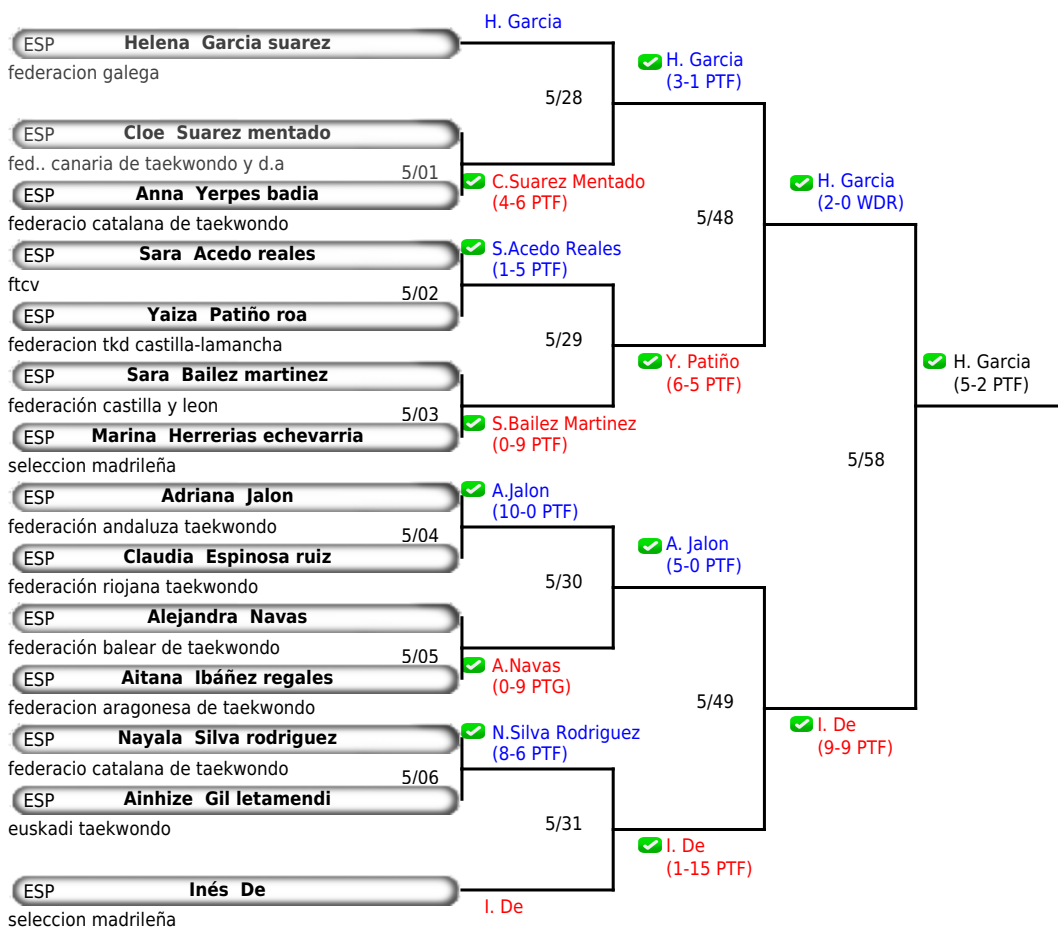 H. Garcia
ESP Helena Garcia suarez
federacion galega
H. Garcia
(3-1 PTF)
5/28
ESP Cloe Suarez mentado
fed.. canaria de taekwondo y d.a
5/01
C.Suarez Mentado
(4-6 PTF)
ESP Anna Yerpes badia
federacio catalana de taekwondo
H. Garcia
(2-0 WDR)
5/48
ESP Sara Acedo reales
ftcv
S.Acedo Reales
(1-5 PTF)
5/02
ESP Yaiza Patiño roa
federacion tkd castilla-lamancha
5/29
Y. Patiño
(6-5 PTF)
ESP Sara Bailez martinez
federación castilla y leon
5/03
S.Bailez Martinez
(0-9 PTF)
ESP Marina Herrerias echevarria
seleccion madrileña
H. Garcia
(5-2 PTF)
5/58
ESP Adriana Jalon
federación andaluza taekwondo
A.Jalon
(10-0 PTF)
5/04
ESP Claudia Espinosa ruiz
federación riojana taekwondo
A. Jalon
(5-0 PTF)
5/30
ESP Alejandra Navas
federación balear de taekwondo
5/05
A.Navas
(0-9 PTG)
ESP Aitana Ibáñez regales
federacion aragonesa de taekwondo
5/49
I. De
(9-9 PTF)
ESP Nayala Silva rodriguez
federacio catalana de taekwondo
N.Silva Rodriguez
(8-6 PTF)
5/06
ESP Ainhize Gil letamendi
euskadi taekwondo
5/31
I. De
(1-15 PTF)
ESP Inés De
seleccion madrileña
I. De